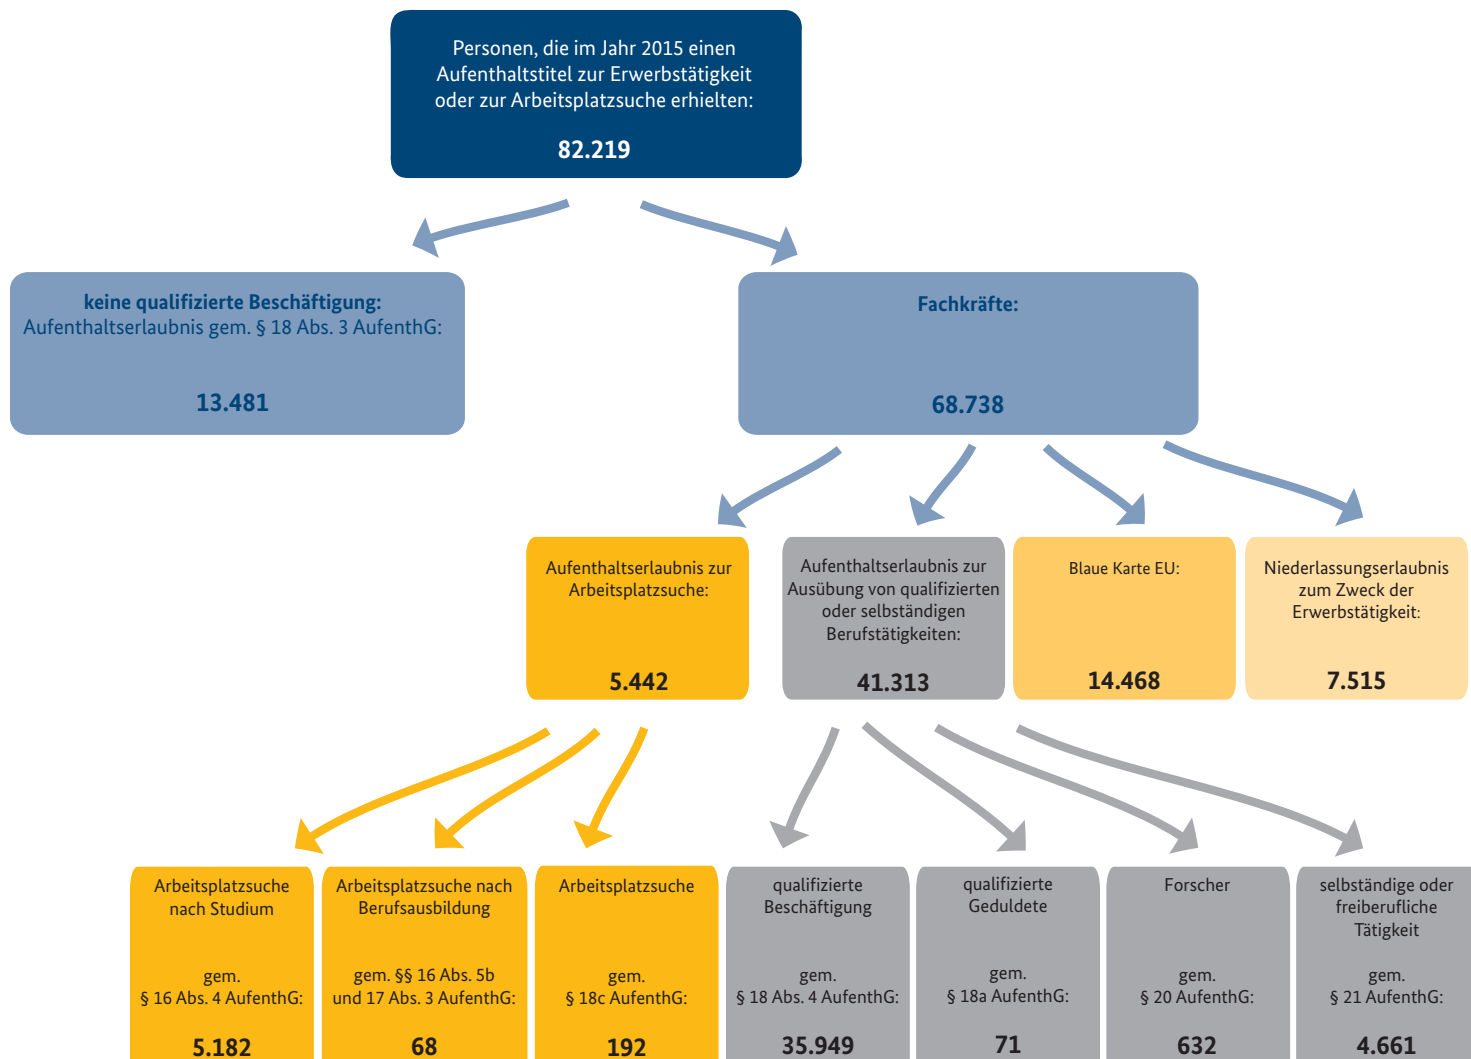 Personen, die im Jahr 2015 einen
Aufenthaltstitel zur Erwerbstätigkeit
oder zur Arbeitsplatzsuche erhielten:
82.219
keine qualifizierte Beschäftigung:
Aufenthaltserlaubnis gem. § 18 Abs. 3 AufenthG:
13.481
Fachkräfte:
68.738
Aufenthaltserlaubnis zur
Arbeitsplatzsuche:
5.442
Aufenthaltserlaubnis zur
Ausübung von qualifizierten
oder selbständigen
Berufstätigkeiten:
41.313
Blaue Karte EU:
14.468
Niederlassungserlaubnis
zum Zweck der
Erwerbstätigkeit:
7.515
Arbeitsplatzsuche
nach Studium
gem.
§ 16 Abs. 4 AufenthG:
5.182
Arbeitsplatzsuche nach
Berufsausbildung
gem. §§ 16 Abs. 5b
und 17 Abs. 3 AufenthG:
68
Arbeitsplatzsuche
gem.
§ 18c AufenthG:
192
qualifizierte
Beschäftigung
gem.
§ 18 Abs. 4 AufenthG:
35.949
qualifizierte
Geduldete
gem.
§ 18a AufenthG:
71
Forscher
gem.
§ 20 AufenthG:
632
selbständige oder
freiberufliche
Tätigkeit
gem.
§ 21 AufenthG:
4.661